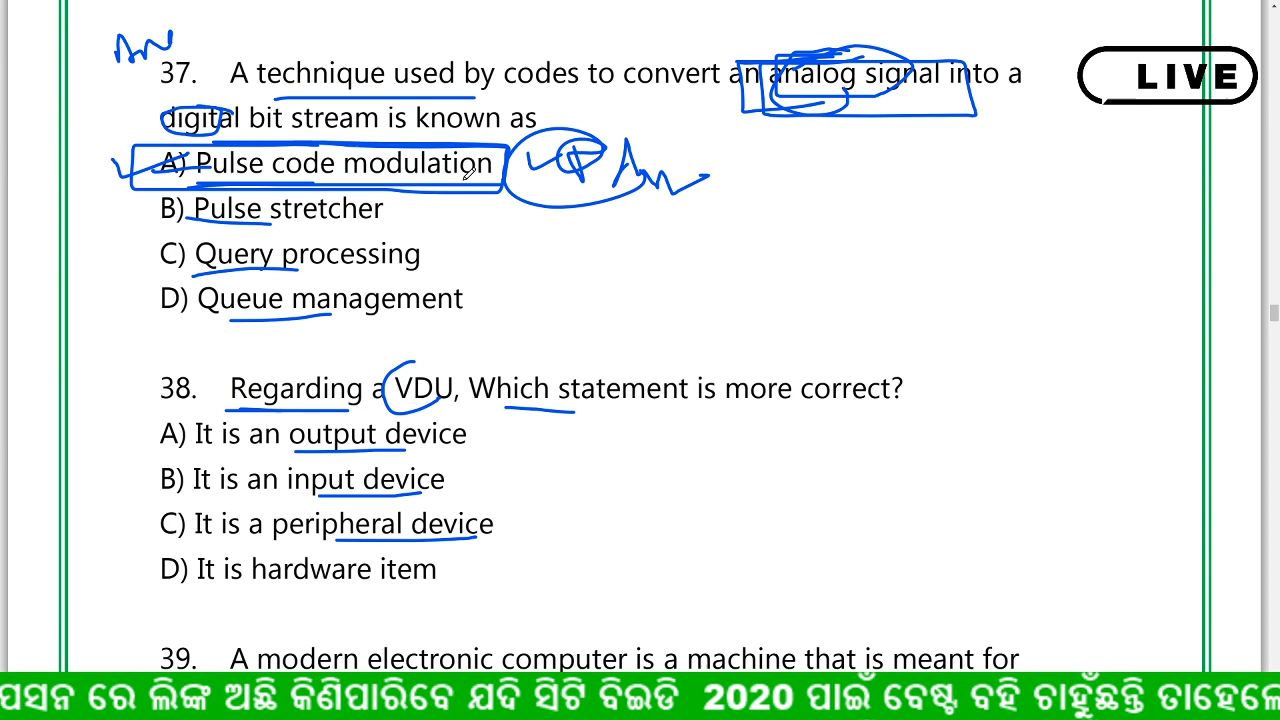 An
37. A technique used by codes to convert an analog signal into a
LIVE
digital bit stream is known as
A) Pulse code modulation
An
B) Pulse stretcher
C) Query processing
D) Queue management
38. Regarding a VDU, Which statement is more correct?
A) It is an output device
B) It is an input device
C) It is a peripheral device
D) It is hardware item
39. A modern electronic computer is a machine that is meant for
ପସନ ରେ ଲିଙ୍କ ଅଛି କିଣିପାରିବେ ଯଦି ସିଟି ବିଇଡି 2020 ପାଇଁ ବେଷ୍ଟ ବହି ଚାହୁଁଛନ୍ତି ତାହେଲେ